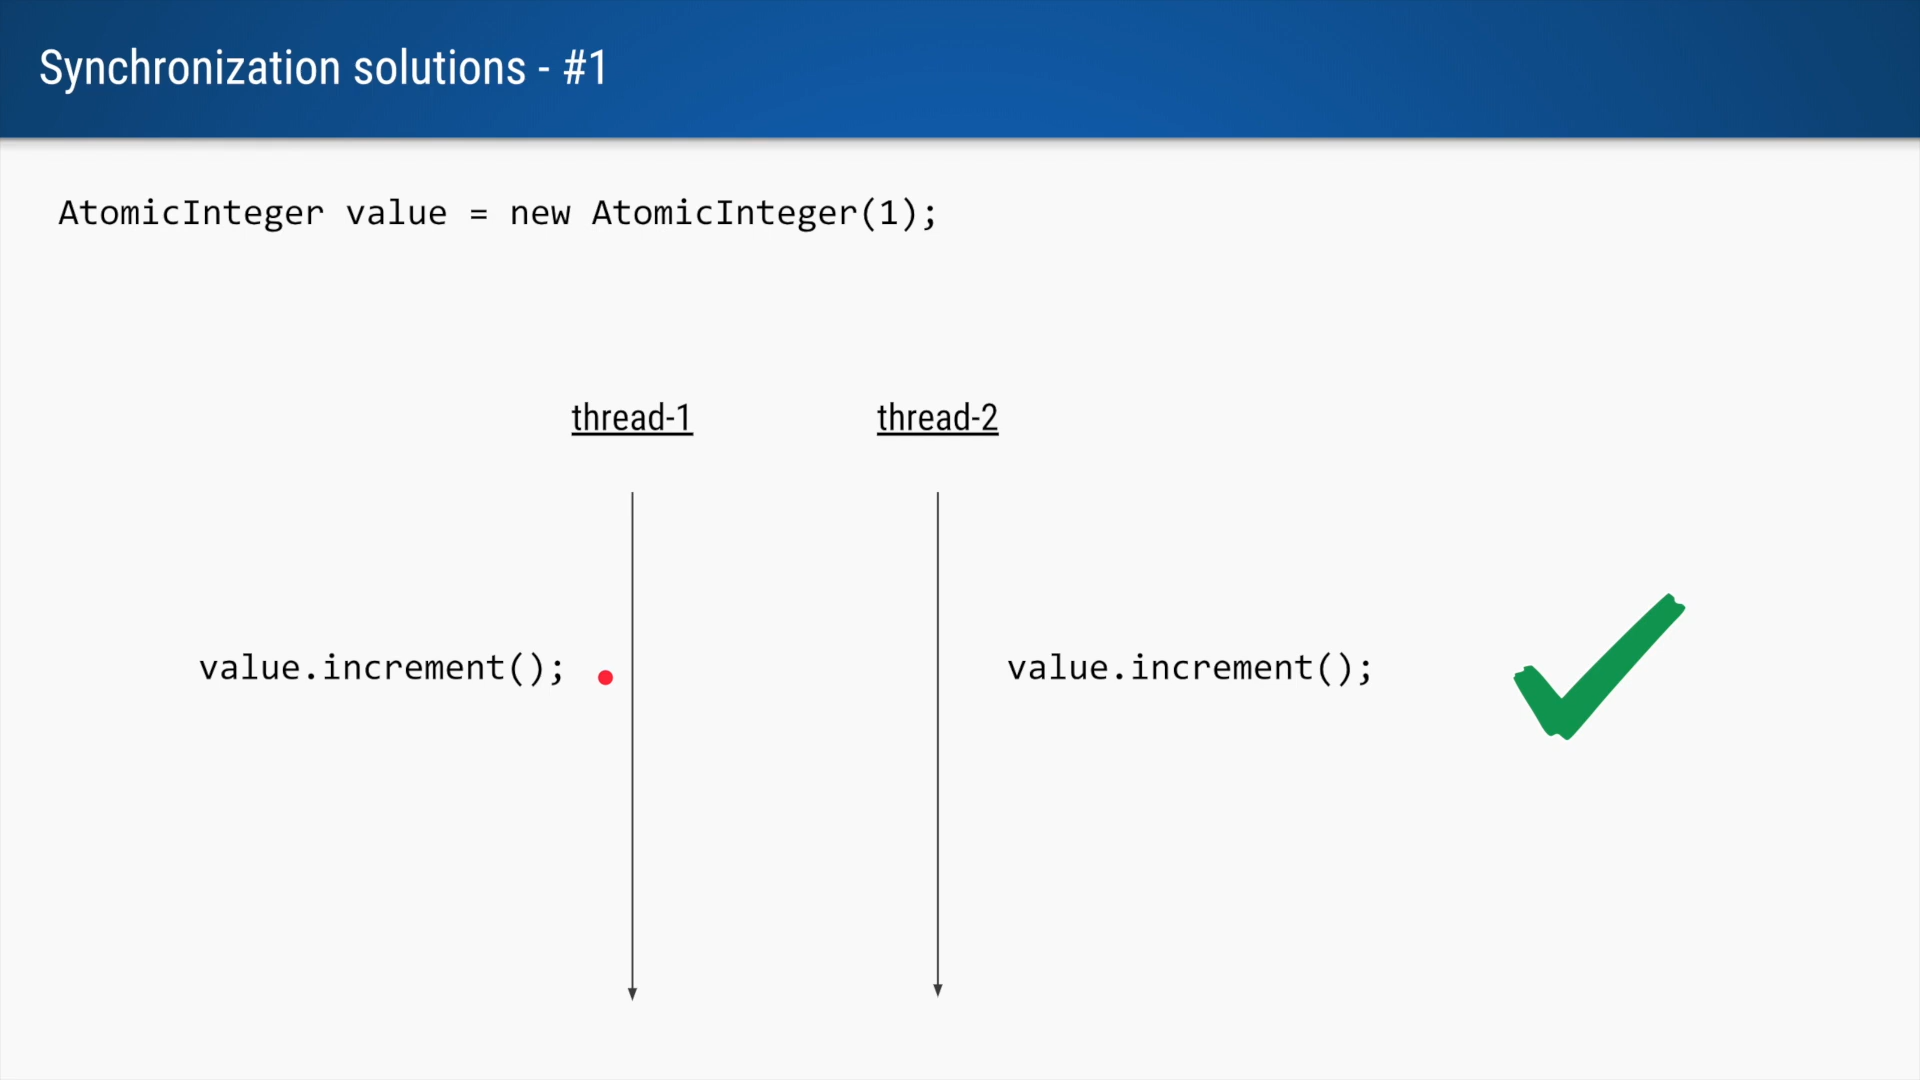 Synchronization solutions - #1
AtomicInteger value = new AtomicInteger(1);
thread-1
thread-2
value.increment();
value.increment();